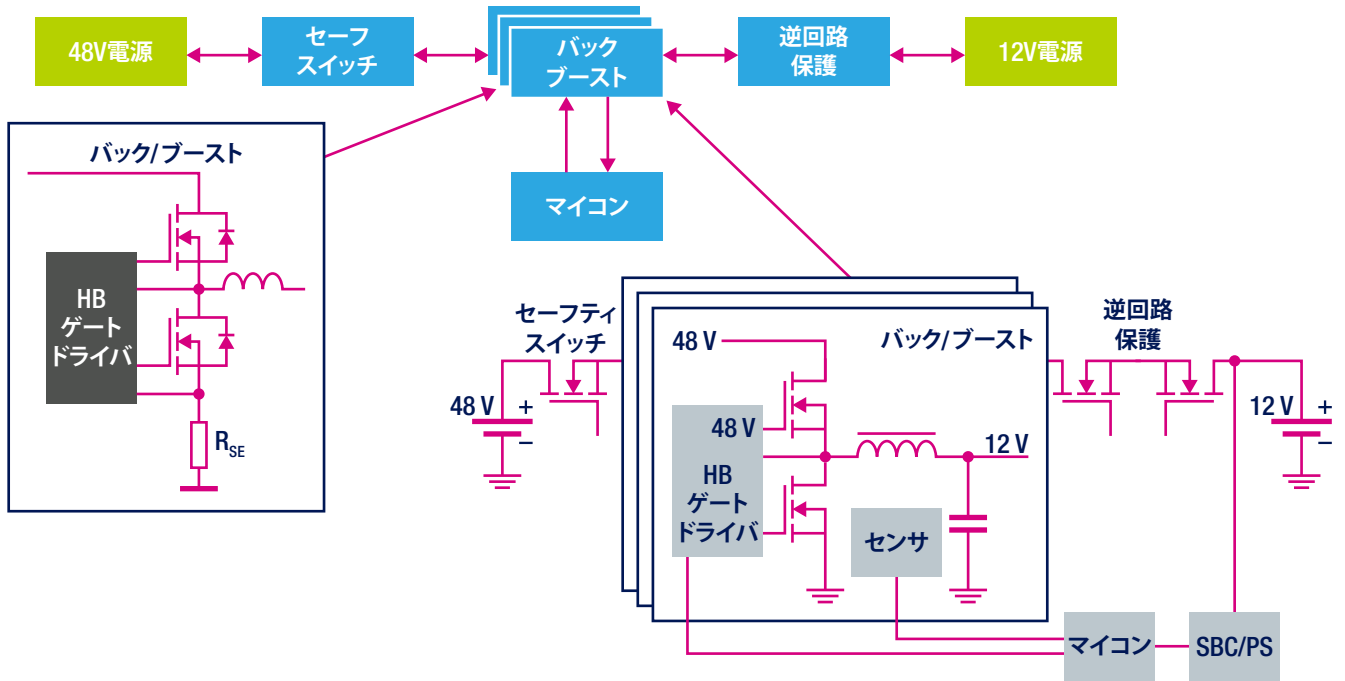 48V電源
セーフ
スイッチ
バック
ブースト
逆回路
保護
12V電源
マイコン
バック/ブースト
HB
ゲート
ドライバ
RSE
セーフティ
スイッチ
48 V
+
−
48 V
バック/ブースト
48 V
HB
ゲート
ドライバ
12 V
センサ
逆回路
保護
12 V
+
−
マイコン
SBC/PS